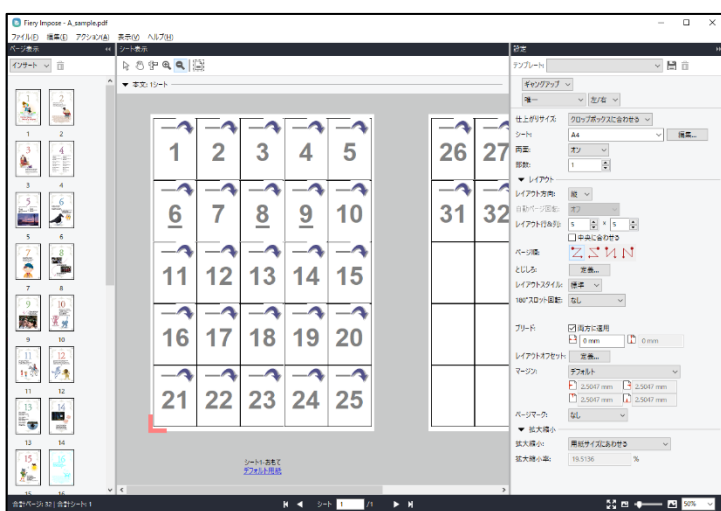 Fiery Impose - A_sample.pdf
ファイル(F) 編集(E) アクション(A) 表示(V) ヘルプ(H)
ページ表示
シート表示
設定
インサート
テンプレート:
本文: 1シート
ギャングアップ
唯一
左/右
仕上がりサイズ:
クロップボックスに合わせる
シート:
A4
編集...
両面:
オン
部数:
1
レイアウト
レイアウト方向:
縦
自動ページ回転:
オフ
レイアウト行&列:
5 x 5
中央に合わせる
ページ順:
とじしろ:
定義...
レイアウトスタイル:
標準
180°スロット回転:
なし
ブリード:
両方に適用
0 mm
0 mm
レイアウトオフセット:
定義...
マージン:
デフォルト
2.5047 mm
2.5047 mm
2.5047 mm
2.5047 mm
ページマーク:
なし
拡大縮小
拡大縮小:
用紙サイズにあわせる
拡大縮小率:
19.5136 %
1 2 3 4 5
6 7 8 9 10
11 12 13 14 15
16 17 18 19 20
21 22 23 24 25
26 27
31 32
シート1-おもて
デフォルト用紙
1 2
3 4
5 6
7 8
9 10
11 12
13 14
15 16
合計ページ: 32 | 合計シート: 1
シート 1 /1
50%